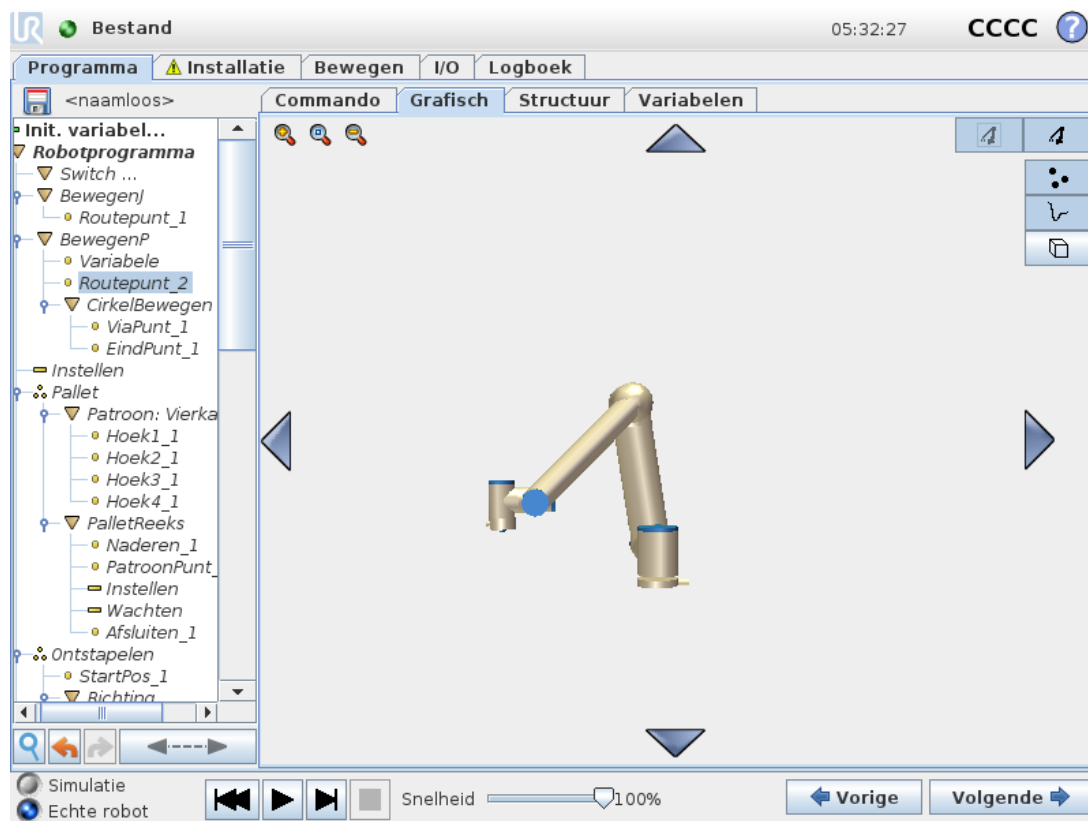 UR Bestand 05:32:27 CCCC ?
Programma Installatie Bewegen I/O Logboek
<naamloos> Commando Grafisch Structuur Variabelen
Init. variabel...
Robotprogramma
Switch ...
BewegenJ
Routepunt_1
BewegenP
Variabele
Routepunt_2
CirkelBewegen
ViaPunt_1
EindPunt_1
Instellen
Pallet
Patroon: Vierka
Hoek1_1
Hoek2_1
Hoek3_1
Hoek4_1
PalletReeks
Naderen_1
PatroonPunt_
Instellen
Wachten
Afsluiten_1
Ontstapelen
StartPos_1
Richting
Simulatie
Echte robot
Snelheid 100% Vorige Volgende